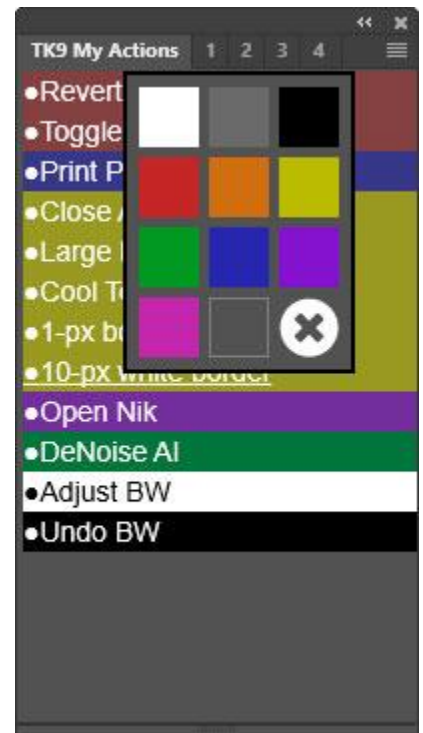 TK9 My Actions 1 2 3 4
●Revert
●Toggle
●Print P
●Close
●Large
●Cool T
●1-px bo
●10-px white border
●Open Nik
●DeNoise AI
●Adjust BW
●Undo BW